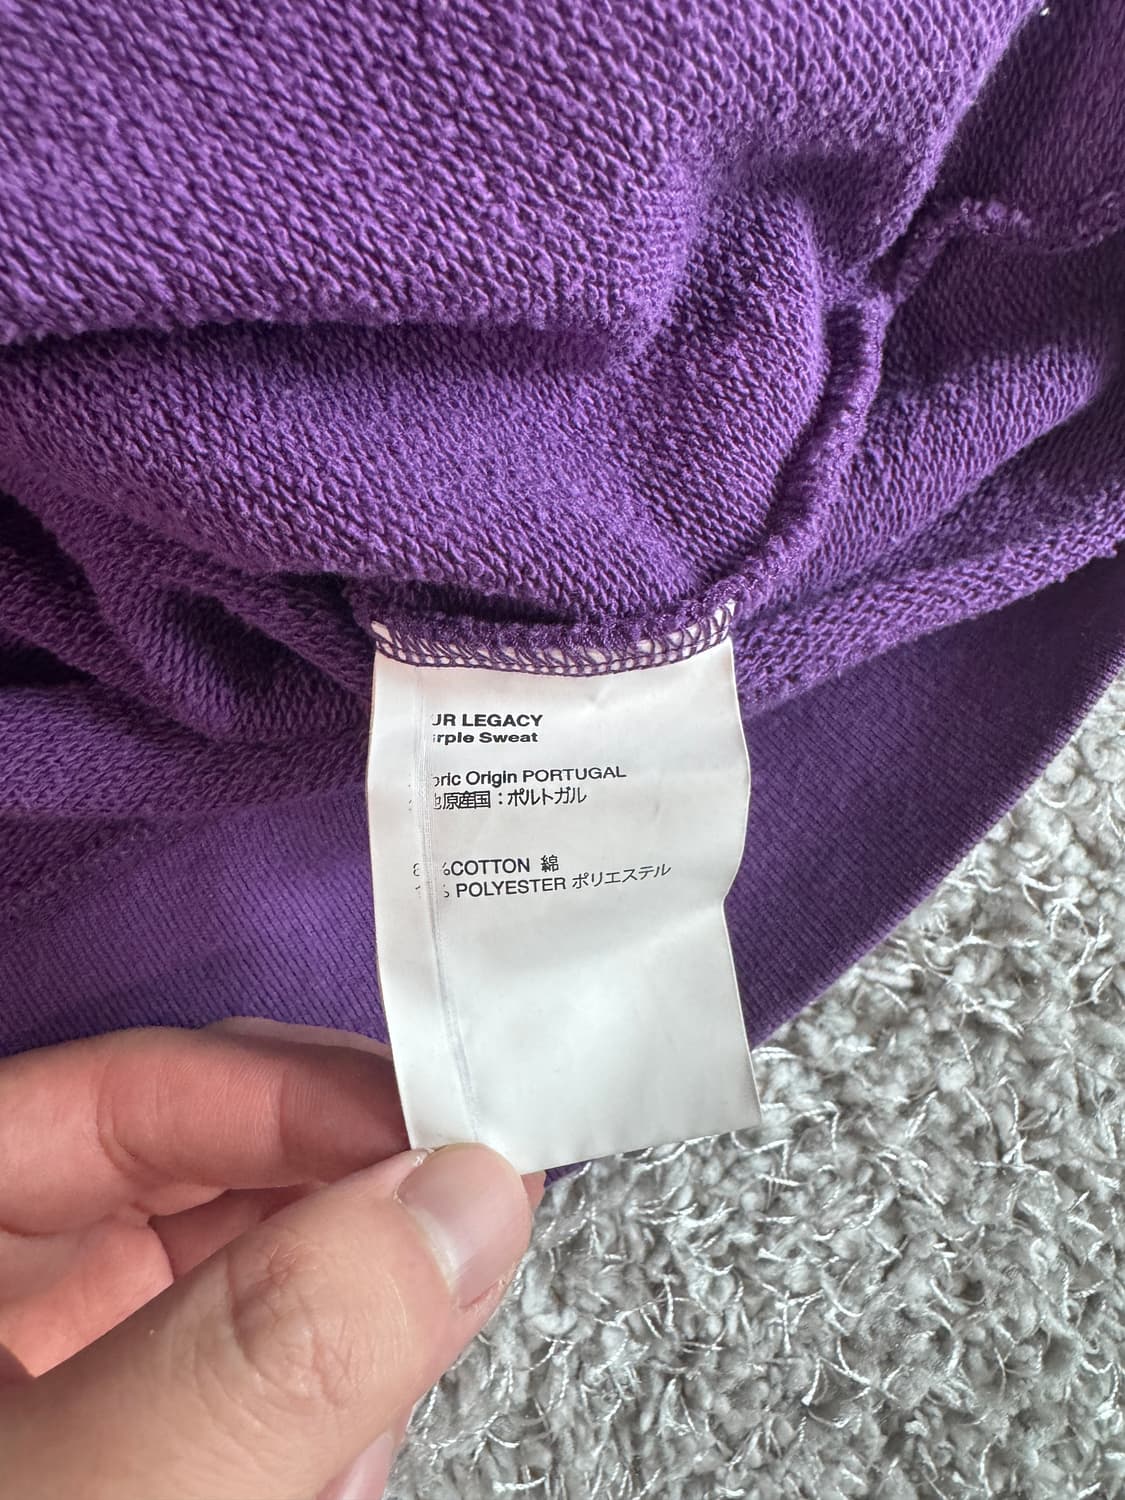 UR LEGACY
rple Sweat
bric Origin PORTUGAL
地原産国：ポルトガル
%COTTON 綿
% POLYESTER ポリエステル